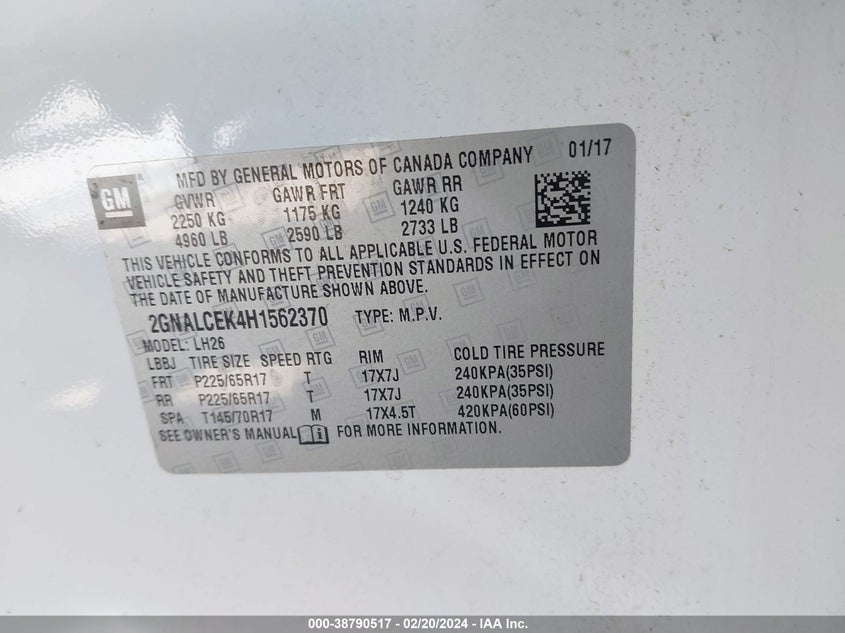 GM
MFD BY GENERAL MOTORS OF CANADA COMPANY 01/17
GVWR GAWR FRT GAWR RR
2250 KG 1175 KG 1240 KG
4960 LB 2590 LB 2733 LB
THIS VEHICLE CONFORMS TO ALL APPLICABLE U.S. FEDERAL MOTOR
VEHICLE SAFETY AND THEFT PREVENTION STANDARDS IN EFFECT ON
THE DATE OF MANUFACTURE SHOWN ABOVE.
2GNALCEK4H1562370 TYPE: M.P.V.
MODEL: LH26
LBBJ TIRE SIZE SPEED RTG RIM COLD TIRE PRESSURE
FRT P225/65R17 T 17X7J 240KPA(35PSI)
RR P225/65R17 T 17X7J 240KPA(35PSI)
SPA T145/70R17 M 17X4.5T 420KPA(60PSI)
SEE OWNER'S MANUAL FOR MORE INFORMATION.
000-38790517 - 02/20/2024 - IAA Inc.